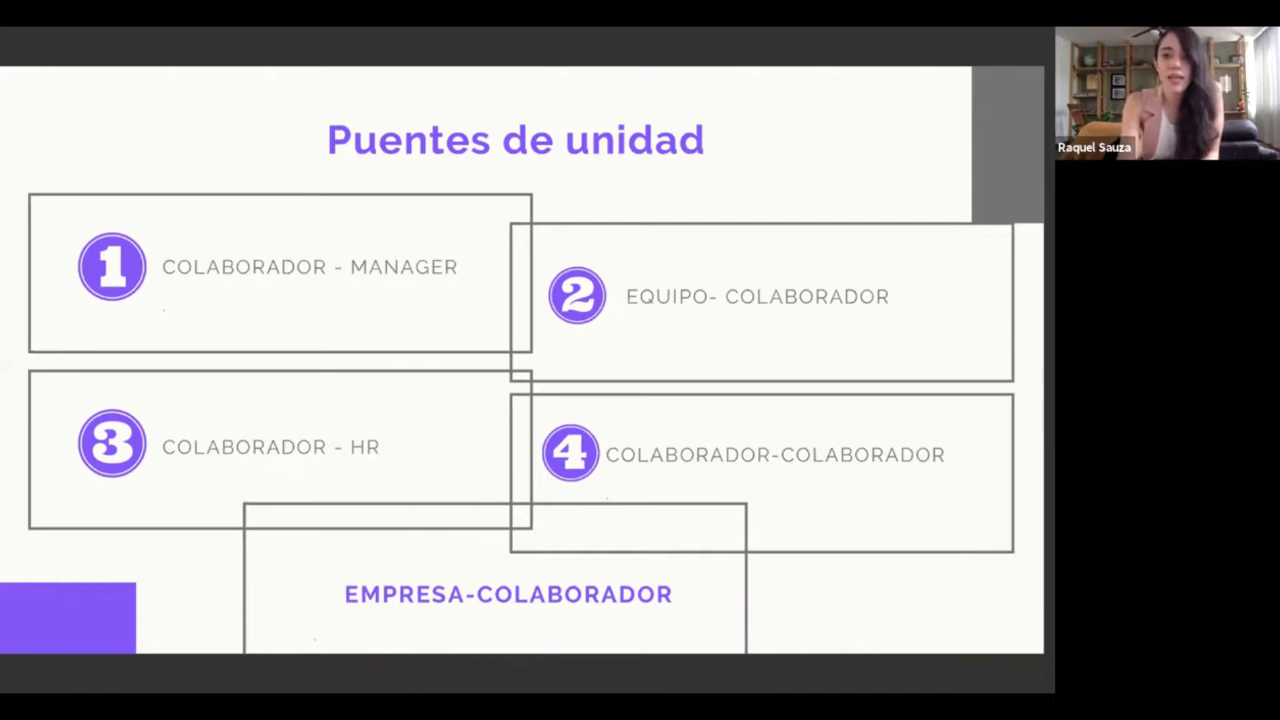 Puentes de unidad
1 COLABORADOR - MANAGER
2 EQUIPO- COLABORADOR
3 COLABORADOR - HR
4 COLABORADOR-COLABORADOR
EMPRESA-COLABORADOR
Raquel Sauza